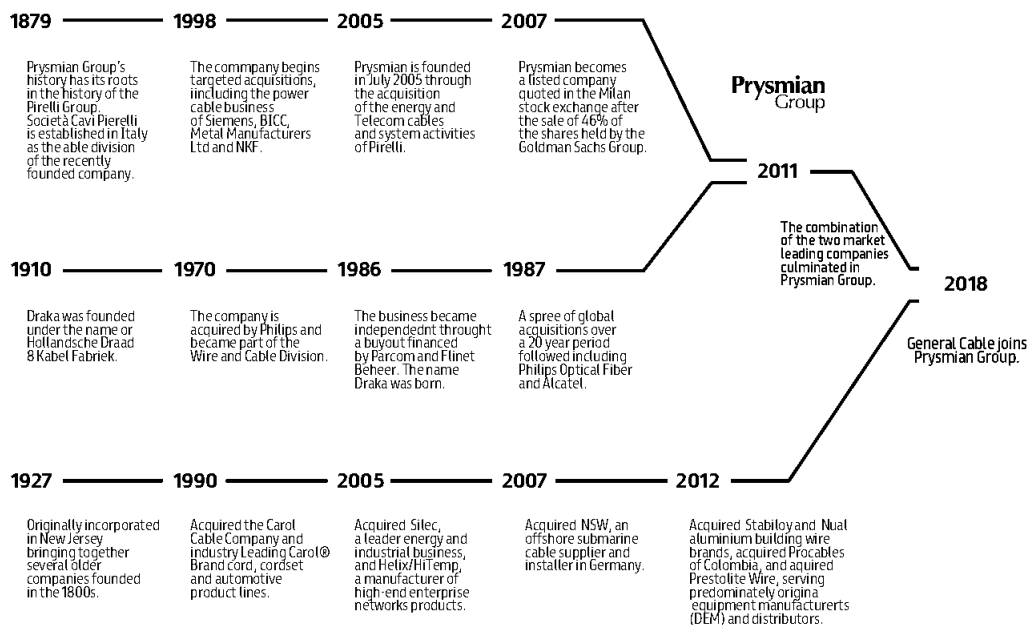 1879
1998
2005
2007
Prysmian Group's
history has its roots
in the history of the
Pirelli Group.
Società Cavi Pierelli
is established in Italy
as the able division
of the recently
founded company.
The commpany begins
targeted acquisitions,
iincluding the power
cable business
of Siemens, BICC,
Metal Manufacturers
Ltd and NKF.
Prysmian is founded
in July 2005 through
the acquisition
of the energy and
Telecom cables
and system activities
of Pirelli.
Prysmian becomes
a listed company
quoted in the Milan
stock exchange after
the sale of 46% of
the shares held by the
Goldman Sachs Group.
Prysmian
Group
2011
The combination
of the two market
leading companies
culminated in
Prysmian Group.
1910
1970
1986
1987
Draka was founded
under the name or
Hollandsche Draad
8 Kabel Fabriek.
The company is
acquired by Philips and
became part of the
Wire and Cable Division.
The business became
independednt throught
a buyout financed
by Parcom and Flinet
Beheer. The name
Draka was born.
A spree of global
acquisitions over
a 20 year period
followed including
Philips Optical Fiber
and Alcatel.
2018
General Cable joins
Prysmian Group.
1927
1990
2005
2007
2012
Originally incorporated
in New Jersey
bringing together
several older
companies founded
in the 1800s.
Acquired the Carol
Cable Company and
industry Leading Carol®
Brand cord, cordset
and automotive
product lines.
Acquired Silec,
a leader energy and
industrial business,
and Helix/HiTemp,
a manufacturer of
high-end enterprise
networks products.
Acquired NSW, an
offshore submarine
cable supplier and
installer in Germany.
Acquired Stabiloy and Nual
aluminium building wire
brands, acquired Procables
of Colombia, and aquired
Prestolite Wire, serving
predominately origina
equipment manufacturerts
(DEM) and distributors.